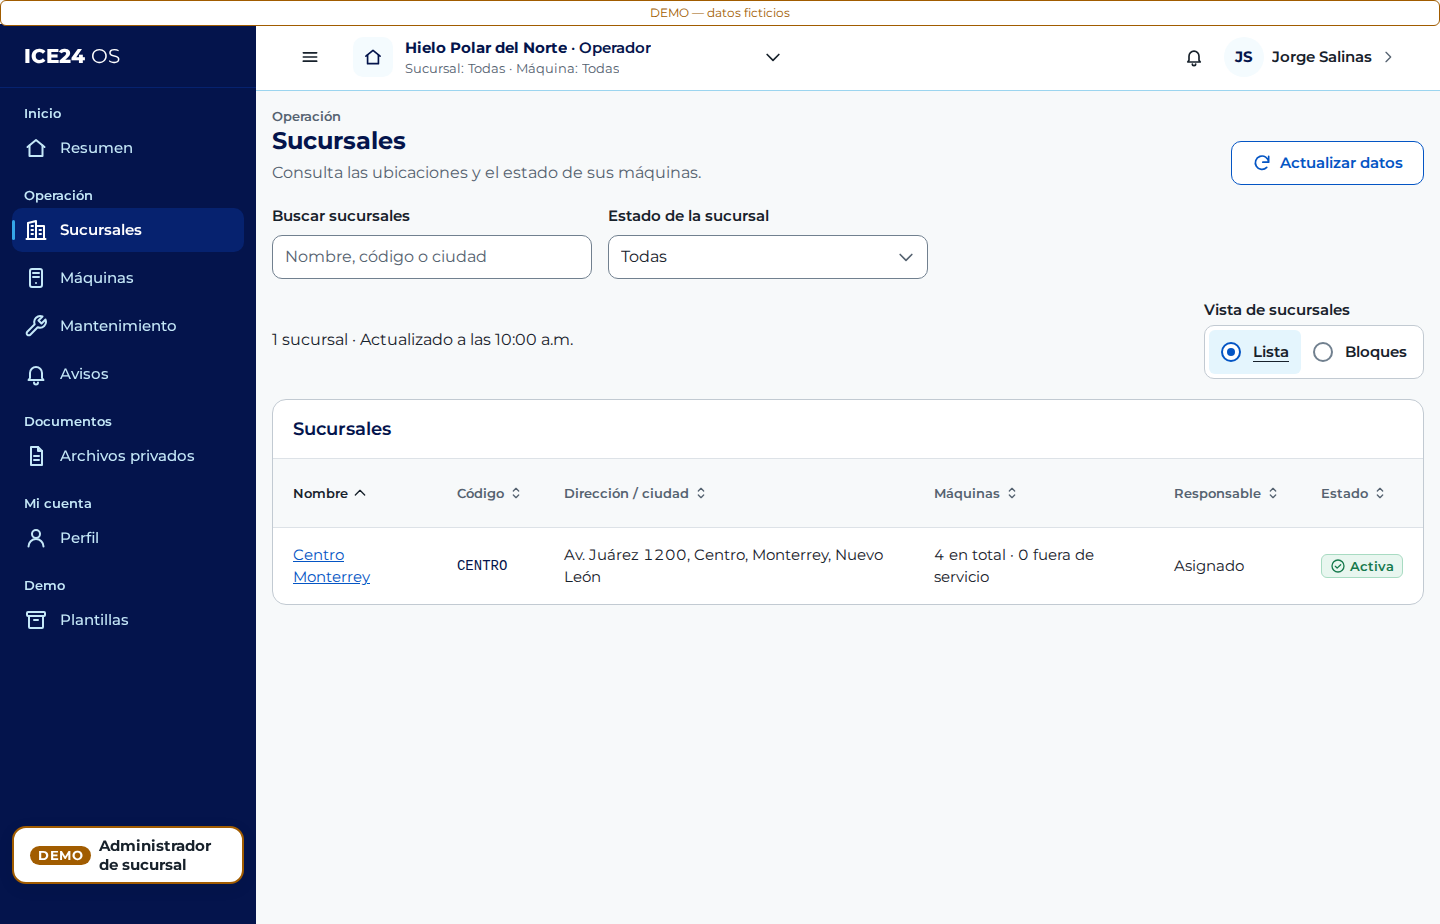 DEMO — datos ficticios
ICE24 OS
Inicio
Resumen
Operación
Sucursales
Máquinas
Mantenimiento
Avisos
Documentos
Archivos privados
Mi cuenta
Perfil
Demo
Plantillas
DEMO
Administrador
de sucursal
Hielo Polar del Norte · Operador
Sucursal: Todas · Máquina: Todas
JS
Jorge Salinas
Operación
Sucursales
Consulta las ubicaciones y el estado de sus máquinas.
Actualizar datos
Buscar sucursales
Estado de la sucursal
Nombre, código o ciudad
Todas
1 sucursal · Actualizado a las 10:00 a.m.
Vista de sucursales
Lista
Bloques
Sucursales
Nombre
Código
Dirección / ciudad
Máquinas
Responsable
Estado
Centro
Monterrey
CENTRO
Av. Juárez 1200, Centro, Monterrey, Nuevo
León
4 en total · 0 fuera de
servicio
Asignado
Activa